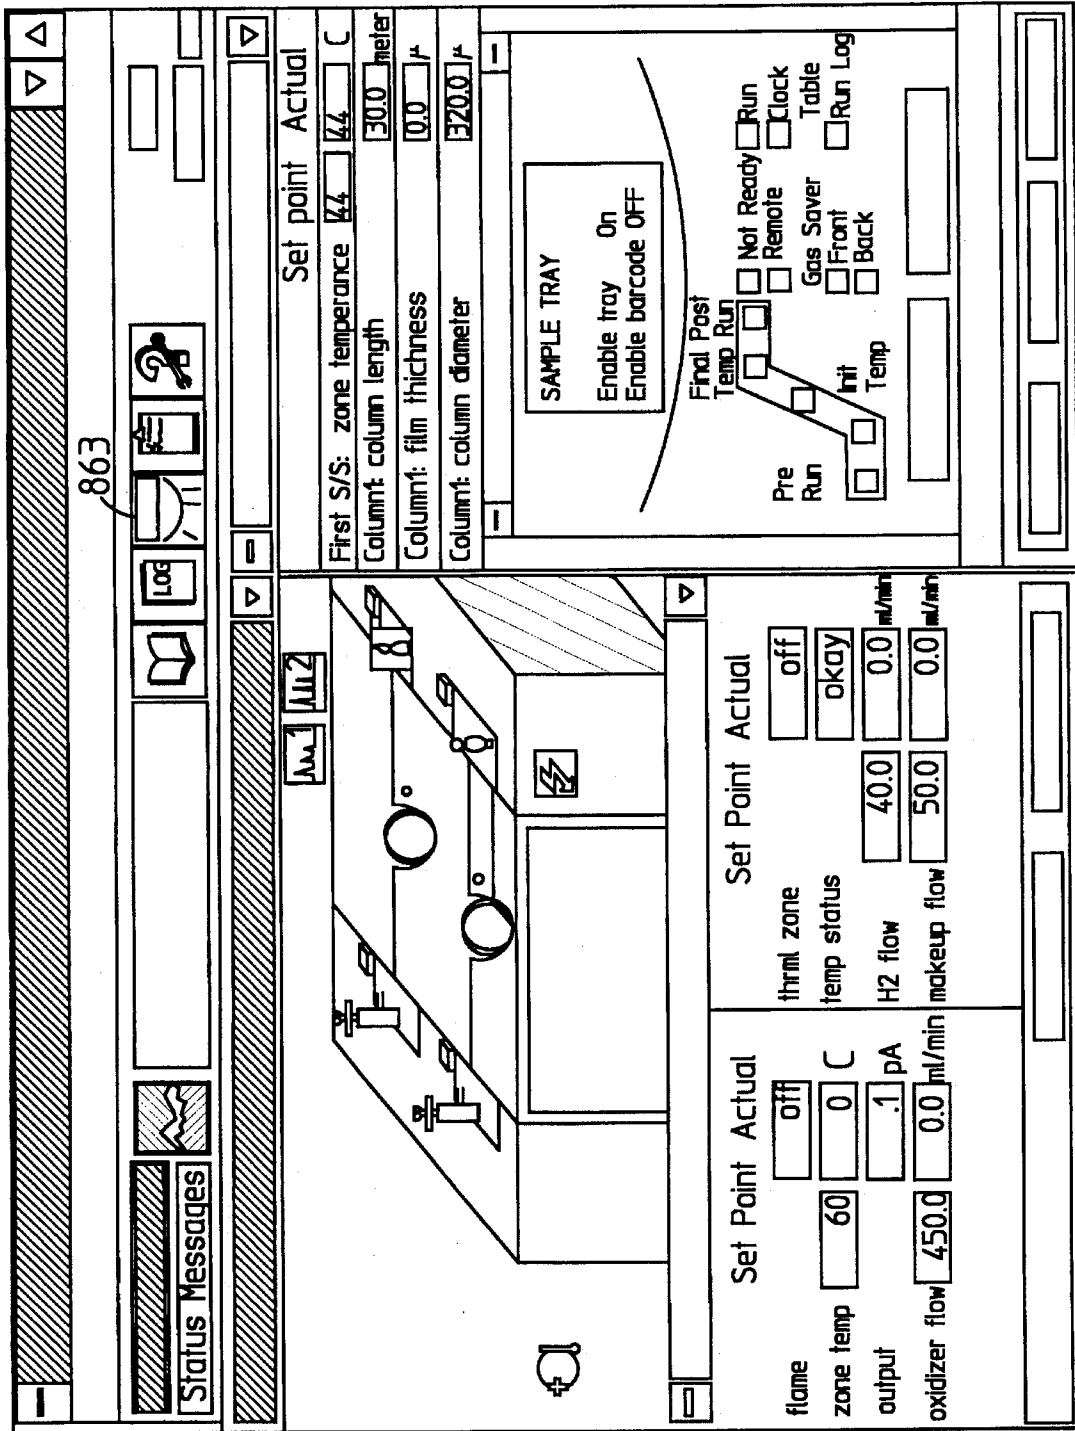 863
LOG
Status Messages
1
2
Set point Actual
First S/S: zone temperance 44 44 C
Column1: column length 30.0 meter
Column1: film thichness 0.0 µ
Column1: column diameter 320.0 µ
SAMPLE TRAY
Enable tray On
Enable barcode OFF
Final Post
Temp Run
Pre
Run
Init
Temp
Not Ready Run
Remote Clock
Gas Saver Table
Front Run Log
Back
Set Point Actual
flame off
zone temp 60 0 C
output .1 pA
oxidizer flow 450.0 0.0 ml/min
Set Point Actual
thrml zone off
temp status okay
H2 flow 40.0 0.0 ml/min
makeup flow 50.0 0.0 ml/min